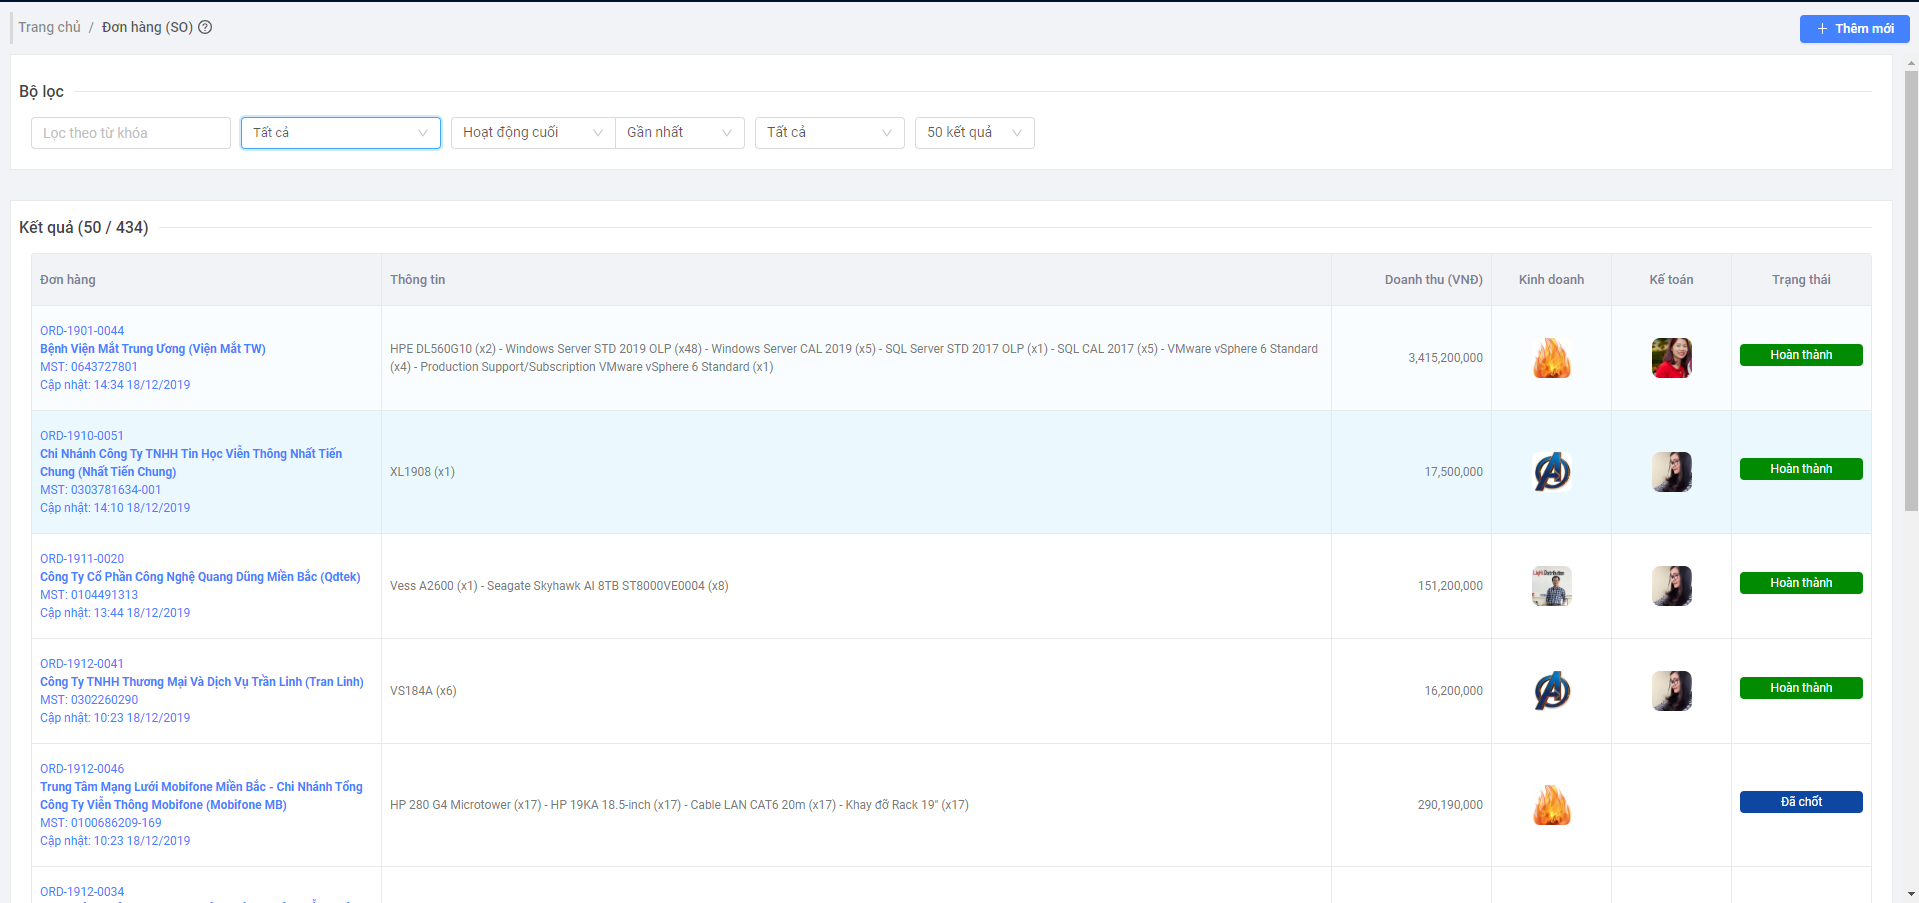 Trang chủ / Đơn hàng (SO)
Thêm mới
Bộ lọc
Lọc theo từ khóa
Tất cả
Hoạt động cuối
Gần nhất
Tất cả
50 kết quả
Kết quả (50 / 434)
Đơn hàng
Thông tin
Doanh thu (VNĐ)
Kinh doanh
Kế toán
Trạng thái
ORD-1901-0044
Bệnh Viện Mắt Trung Ương (Viện Mắt TW)
MST: 0643727801
Cập nhật: 14:34 18/12/2019
HPE DL560G10 (x2) - Windows Server STD 2019 OLP (x48) - Windows Server CAL 2019 (x5) - SQL Server STD 2017 OLP (x1) - SQL CAL 2017 (x5) - VMware vSphere 6 Standard
(x4) - Production Support/Subscription VMware vSphere 6 Standard (x1)
3,415,200,000
Hoàn thành
ORD-1910-0051
Chi Nhánh Công Ty TNHH Tin Học Viễn Thông Nhất Tiến
Chung (Nhất Tiến Chung)
MST: 0303781634-001
Cập nhật: 14:10 18/12/2019
XL1908 (x1)
17,500,000
Hoàn thành
ORD-1911-0020
Công Ty Cổ Phần Công Nghệ Quang Dũng Miền Bắc (Qdtek)
MST: 0104491313
Cập nhật: 13:44 18/12/2019
Vess A2600 (x1) - Seagate Skyhawk AI 8TB ST8000VE0004 (x8)
151,200,000
Hoàn thành
ORD-1912-0041
Công Ty TNHH Thương Mại Và Dịch Vụ Trần Linh (Tran Linh)
MST: 0302260290
Cập nhật: 10:23 18/12/2019
VS184A (x6)
16,200,000
Hoàn thành
ORD-1912-0046
Trung Tâm Mạng Lưới Mobifone Miền Bắc - Chi Nhánh Tổng
Công Ty Viễn Thông Mobifone (Mobifone MB)
MST: 0100686209-169
Cập nhật: 10:23 18/12/2019
HP 280 G4 Microtower (x17) - HP 19KA 18.5-inch (x17) - Cable LAN CAT6 20m (x17) - Khay đỡ Rack 19" (x17)
290,190,000
Đã chốt
ORD-1912-0034